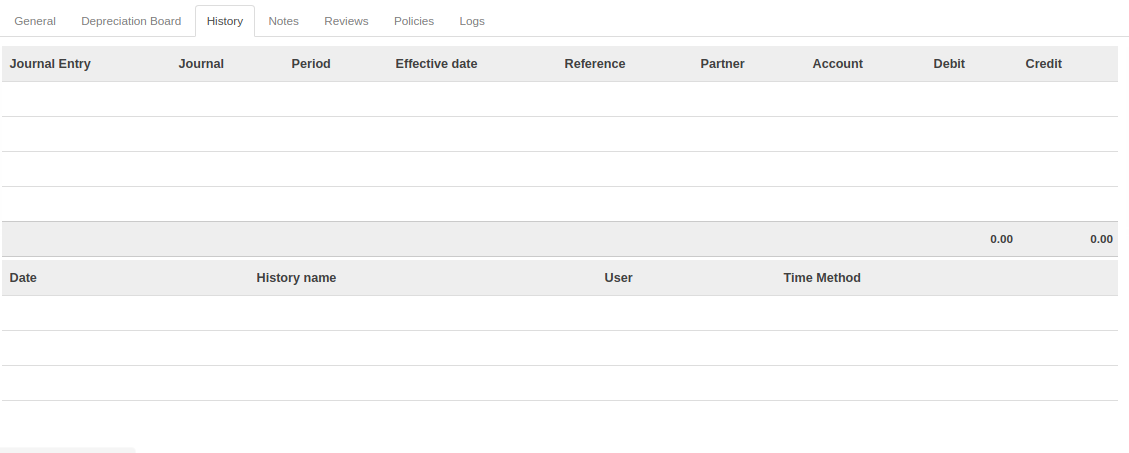 General Depreciation Board History Notes Reviews Policies Logs
Journal Entry Journal Period Effective date Reference Partner Account Debit Credit
0.00 0.00
Date History name User Time Method